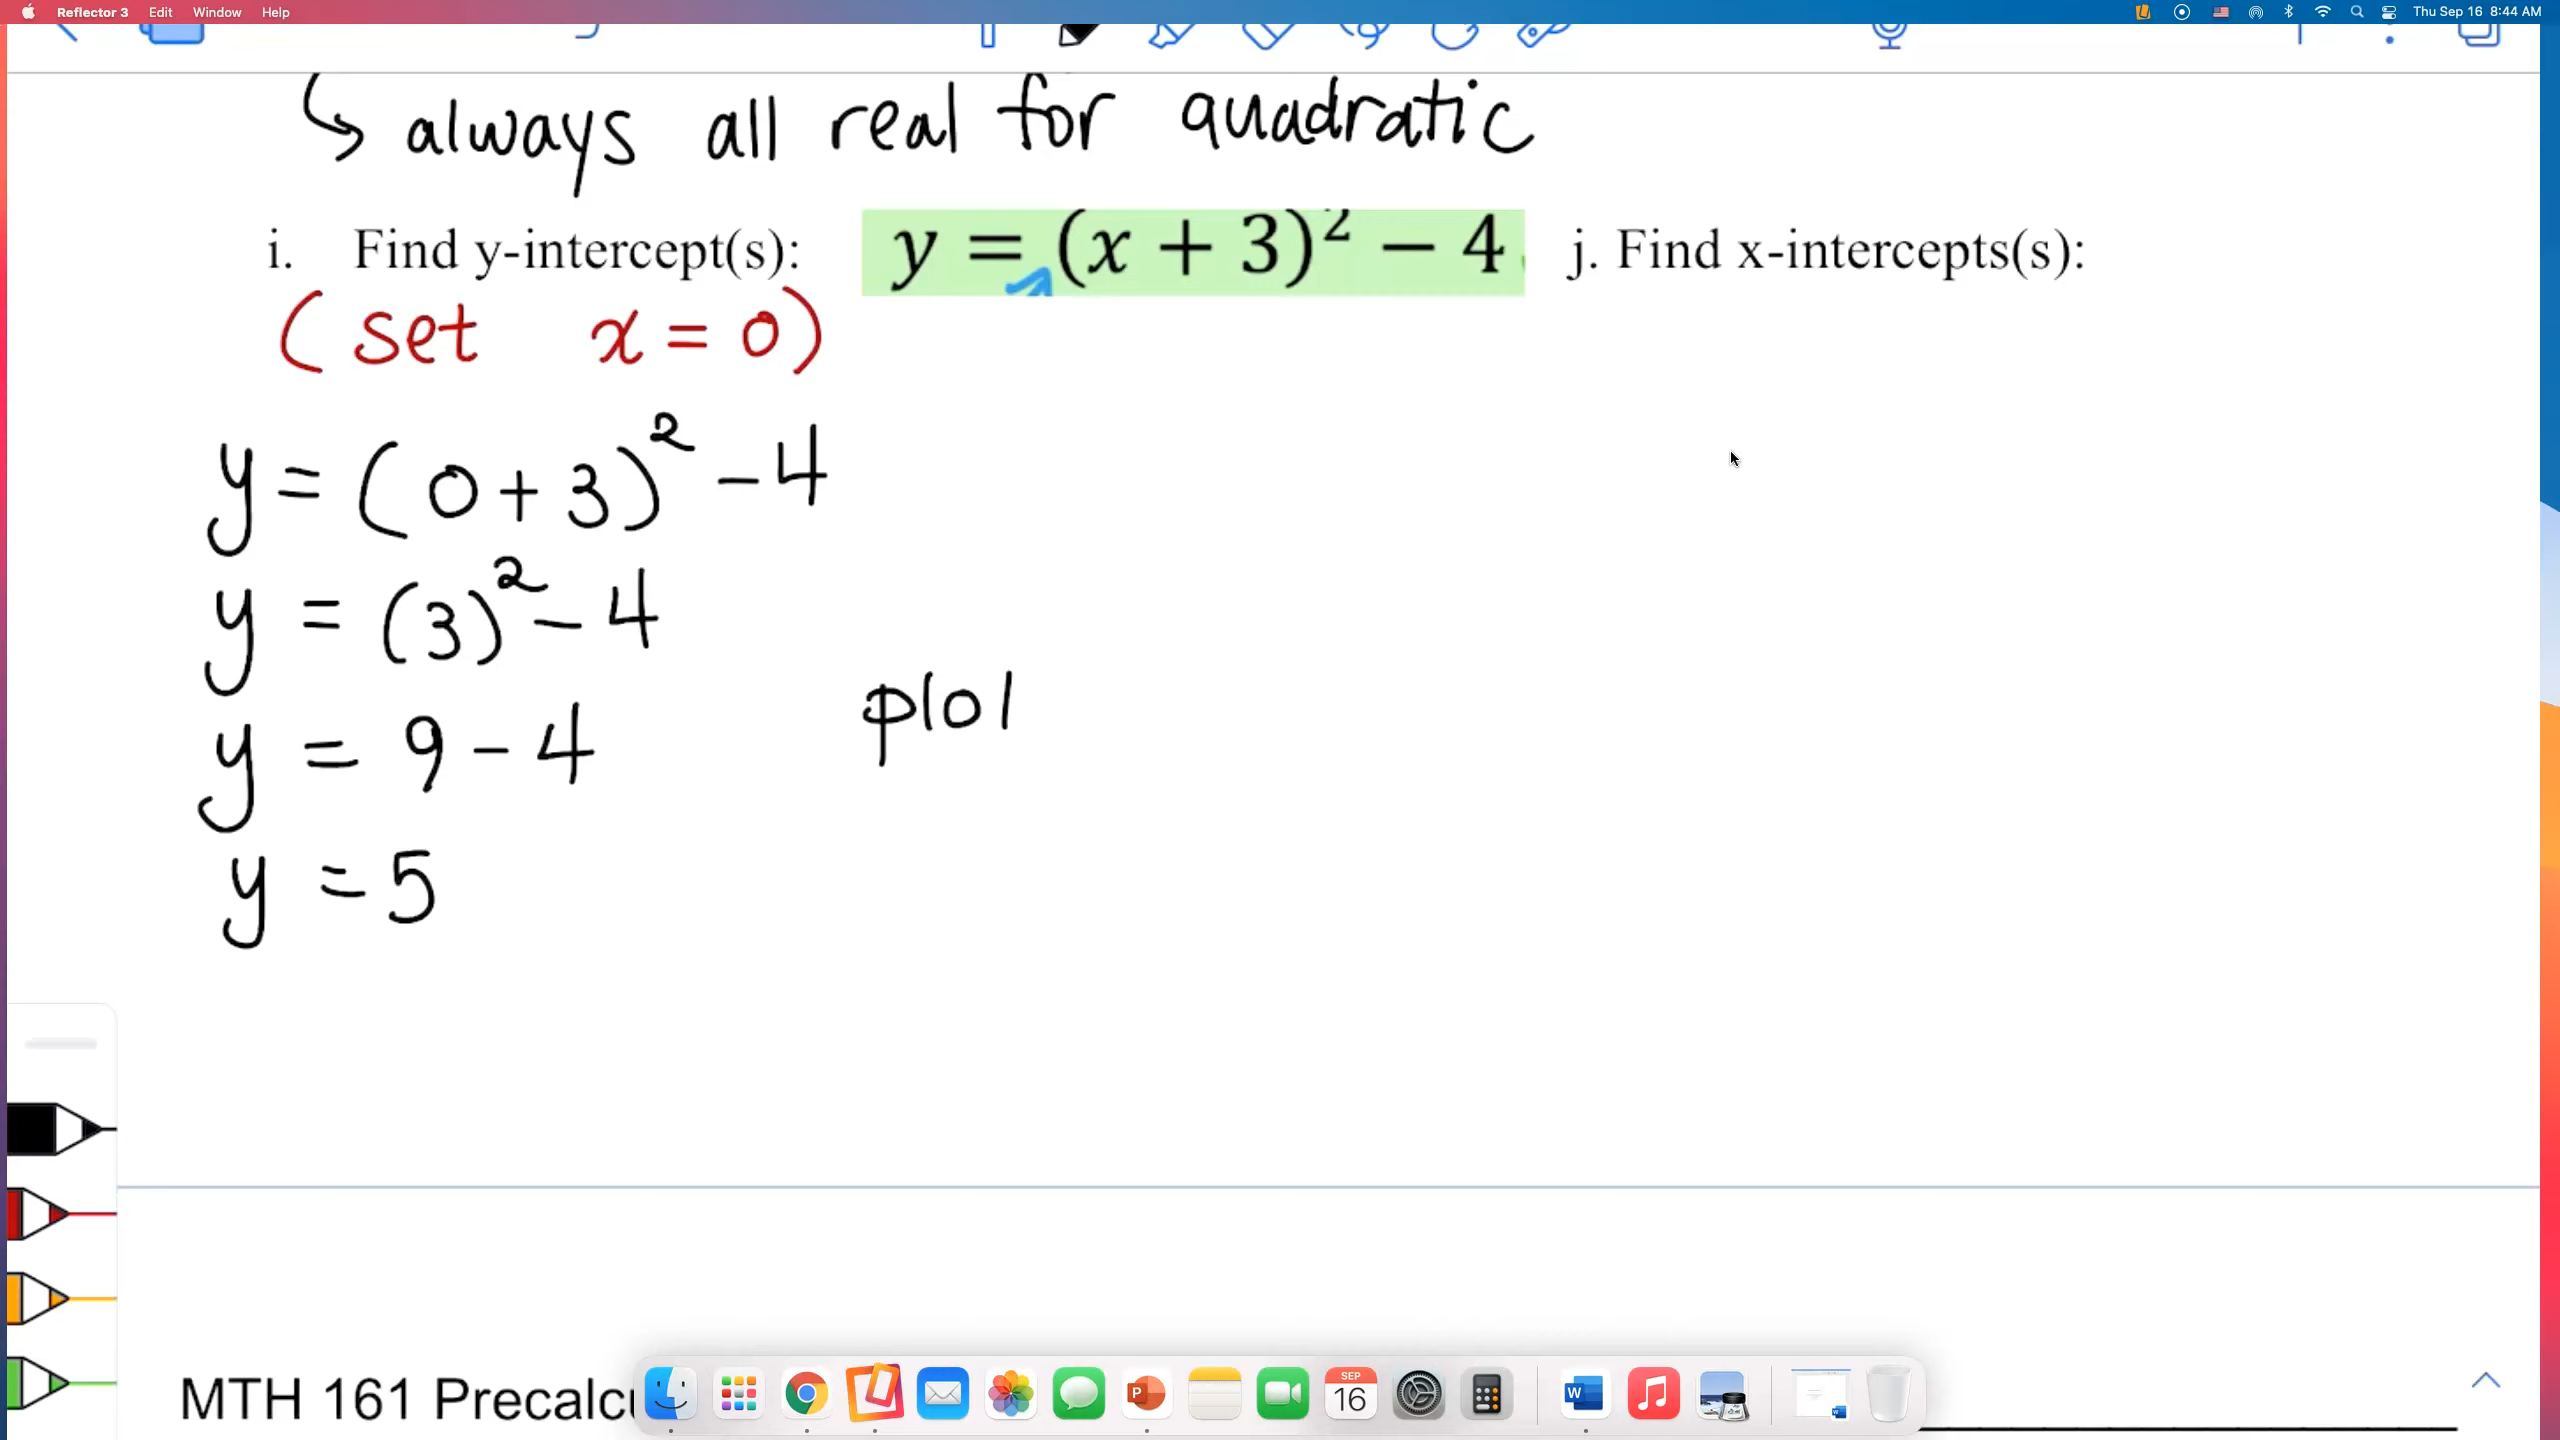 Reflector 3 Edit Window Help Thu Sep 16 8:44 AM
always all real for quadratic
i. Find y-intercept(s): y = (x + 3)² − 4 j. Find x-intercepts(s):
( set x = 0 )
y = ( 0 + 3 )² − 4
y = (3)² − 4
y = 9 − 4
plol
y = 5
MTH 161 Precalcu
SEP
16
P
W